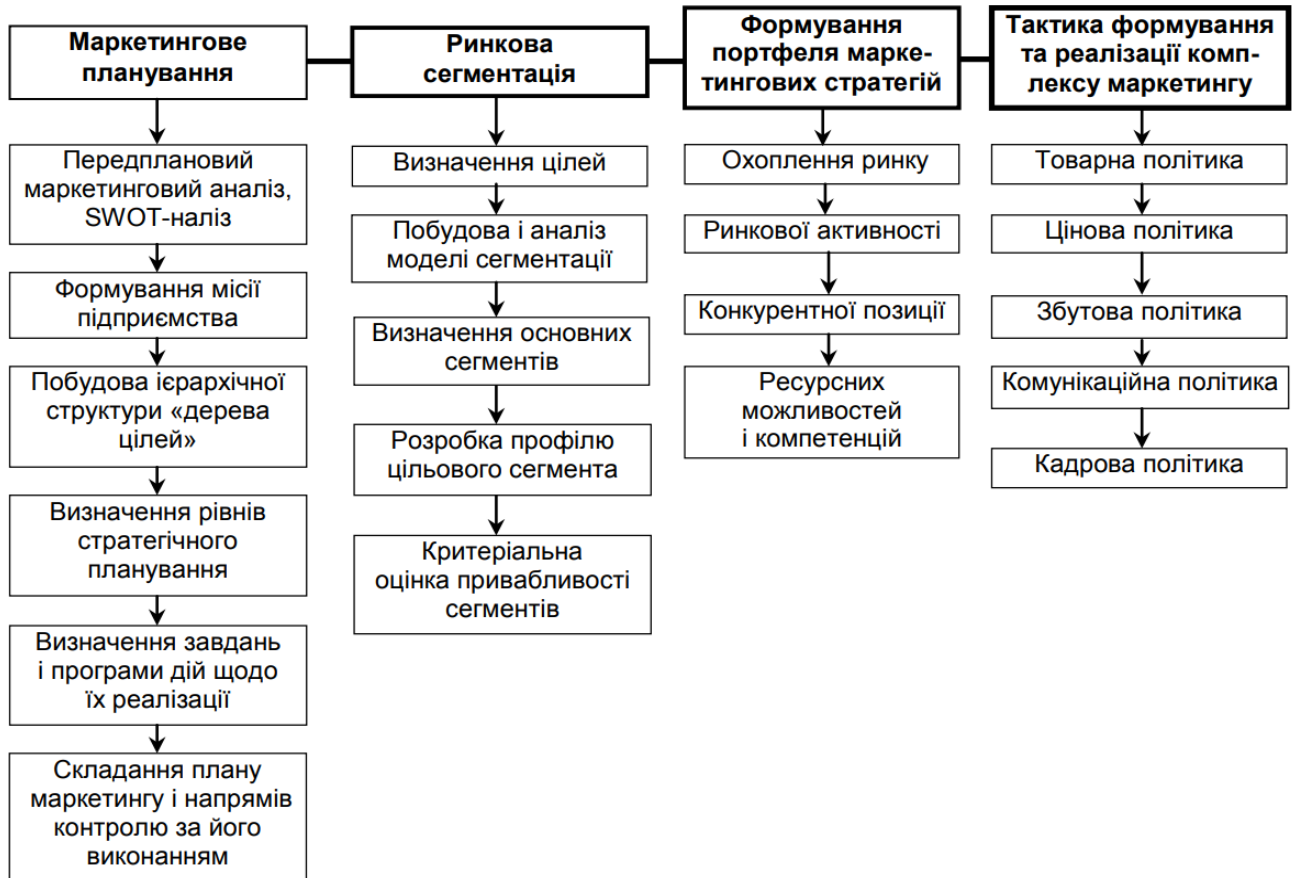 Маркетингове
планування
Передплановий
маркетинговий аналіз,
SWOT-наліз
Формування місії
підприємства
Побудова ієрархічної
структури «дерева
цілей»
Визначення рівнів
стратегічного
планування
Визначення завдань
і програми дій щодо
їх реалізації
Складання плану
маркетингу і напрямів
контролю за його
виконанням
Ринкова
сегментація
Визначення цілей
Побудова і аналіз
моделі сегментації
Визначення основних
сегментів
Розробка профілю
цільового сегмента
Критеріальна
оцінка привабливості
сегментів
Формування
портфеля марке-
тингових стратегій
Охоплення ринку
Ринкової активності
Конкурентної позиції
Ресурсних
можливостей
і компетенцій
Тактика формування
та реалізації комп-
лексу маркетингу
Товарна політика
Цінова політика
Збутова політика
Комунікаційна політика
Кадрова політика